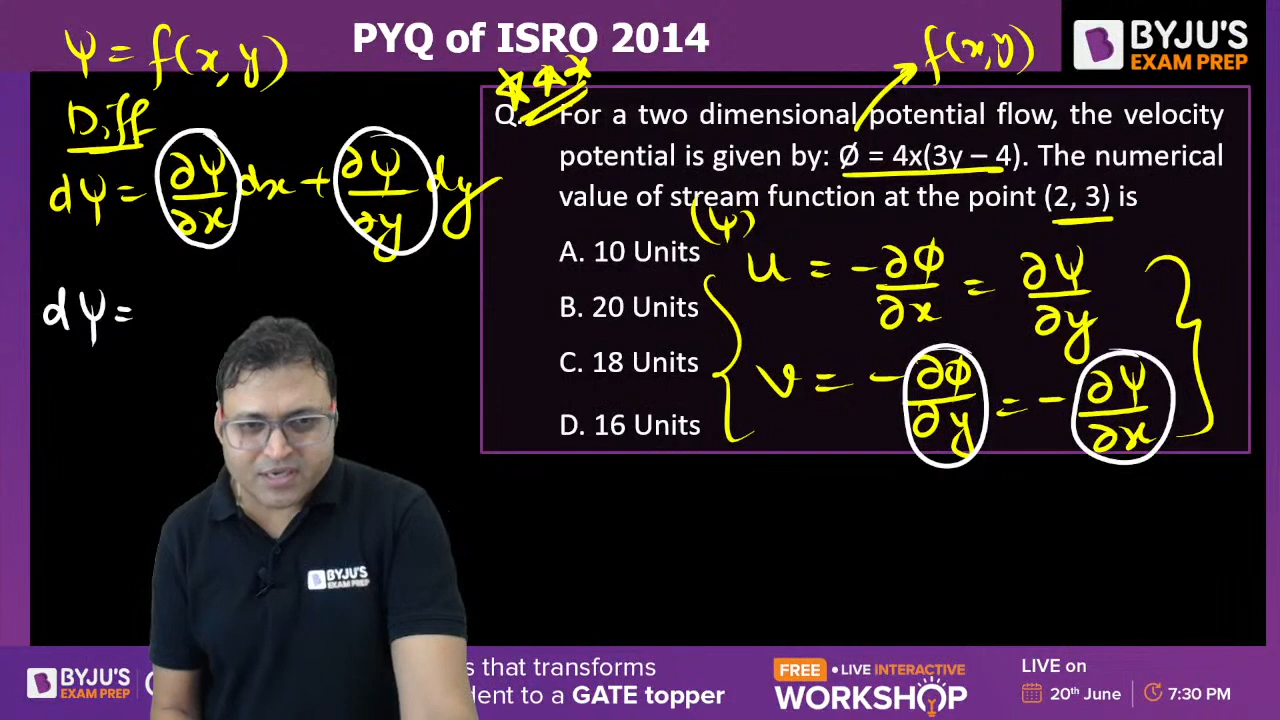 PYQ of ISRO 2014
BYJU'S
EXAM PREP
ψ = f(x, y)
Diff
dψ = ∂ψ/∂x dx + ∂ψ/∂y dy
dψ =
f(x,y)
Q. For a two dimensional potential flow, the velocity
potential is given by: Ø = 4x(3y – 4). The numerical
value of stream function at the point (2, 3) is
(ψ)
A. 10 Units
B. 20 Units
C. 18 Units
D. 16 Units
u = -∂φ/∂x = ∂ψ/∂y
v = -∂φ/∂y = -∂ψ/∂x
BYJU'S
EXAM PREP
BYJU'S
EXAM PREP
s that transforms
dent to a GATE topper
FREE • LIVE INTERACTIVE
WORKSHOP
LIVE on
20th June 7:30 PM